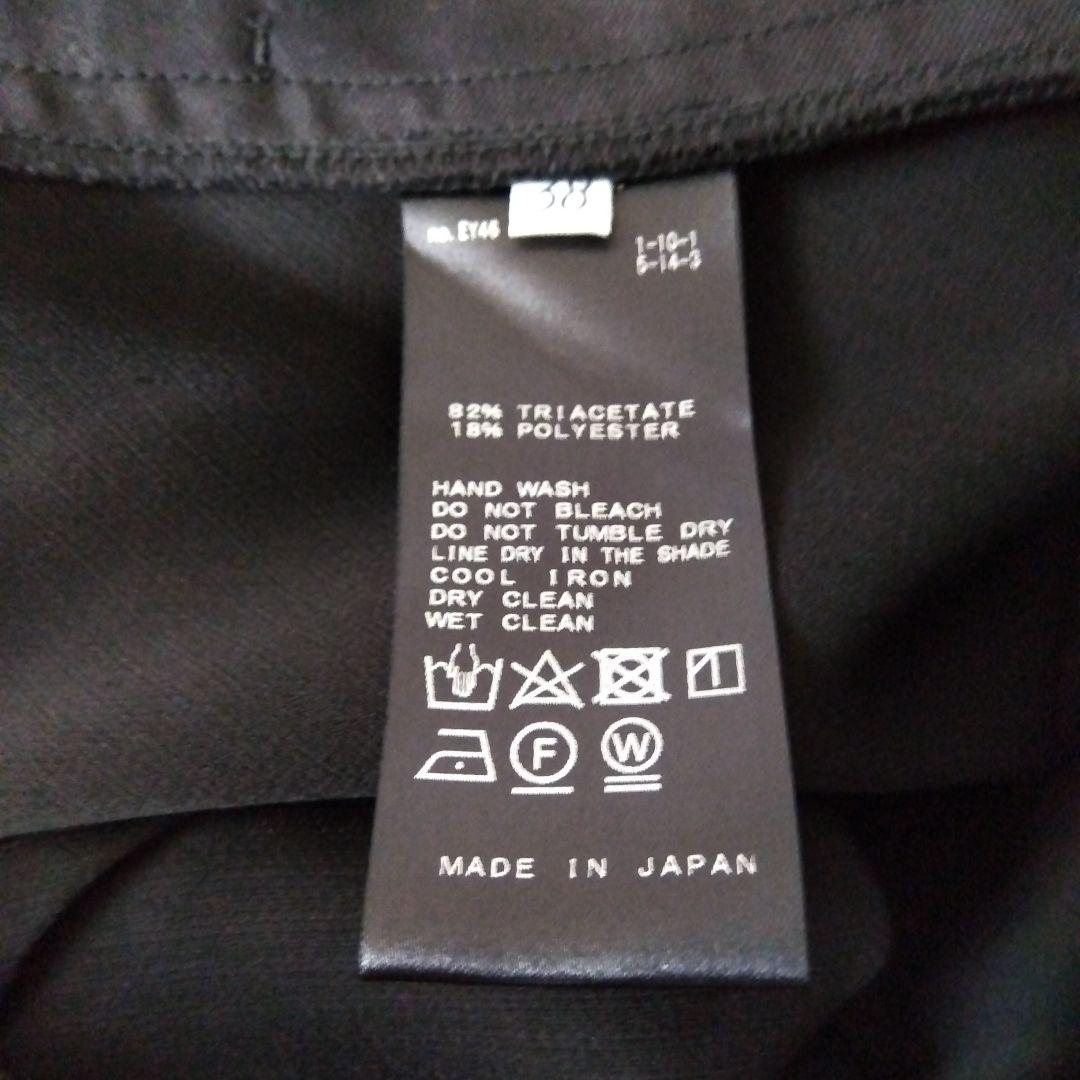 no. EY46
1-10-1
5-14-3
82% TRIACETATE
18% POLYESTER
HAND WASH
DO NOT BLEACH
DO NOT TUMBLE DRY
LINE DRY IN THE SHADE
COOL IRON
DRY CLEAN
WET CLEAN
F W
MADE IN JAPAN